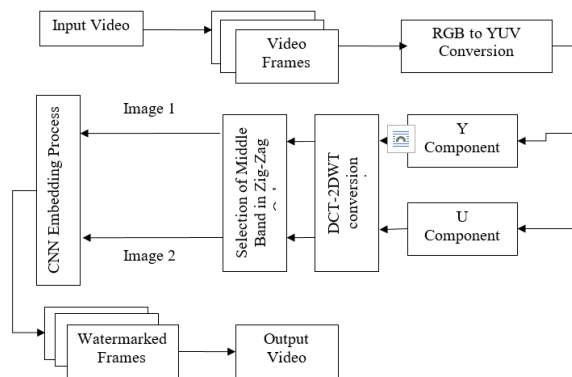 Input Video
Video
Frames
RGB to YUV
Conversion
CNN Embedding Process
Image 1
Image 2
Selection of Middle
Band in Zig-Zag
DCT-2DWT
conversion
Y
Component
U
Component
Watermarked
Frames
Output
Video